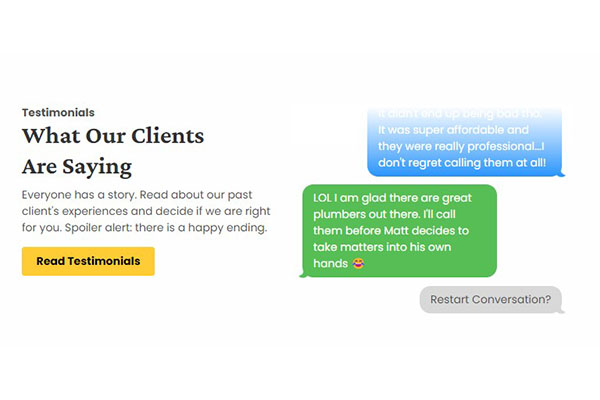 Testimonials
What Our Clients
Are Saying
Everyone has a story. Read about our past
client's experiences and decide if we are right
for you. Spoiler alert: there is a happy ending.
Read Testimonials
it didn't end up being bad tho.
It was super affordable and
they were really professional...I
don't regret calling them at all!
LOL I am glad there are great
plumbers out there. I'll call
them before Matt decides to
take matters into his own
hands 😂
Restart Conversation?